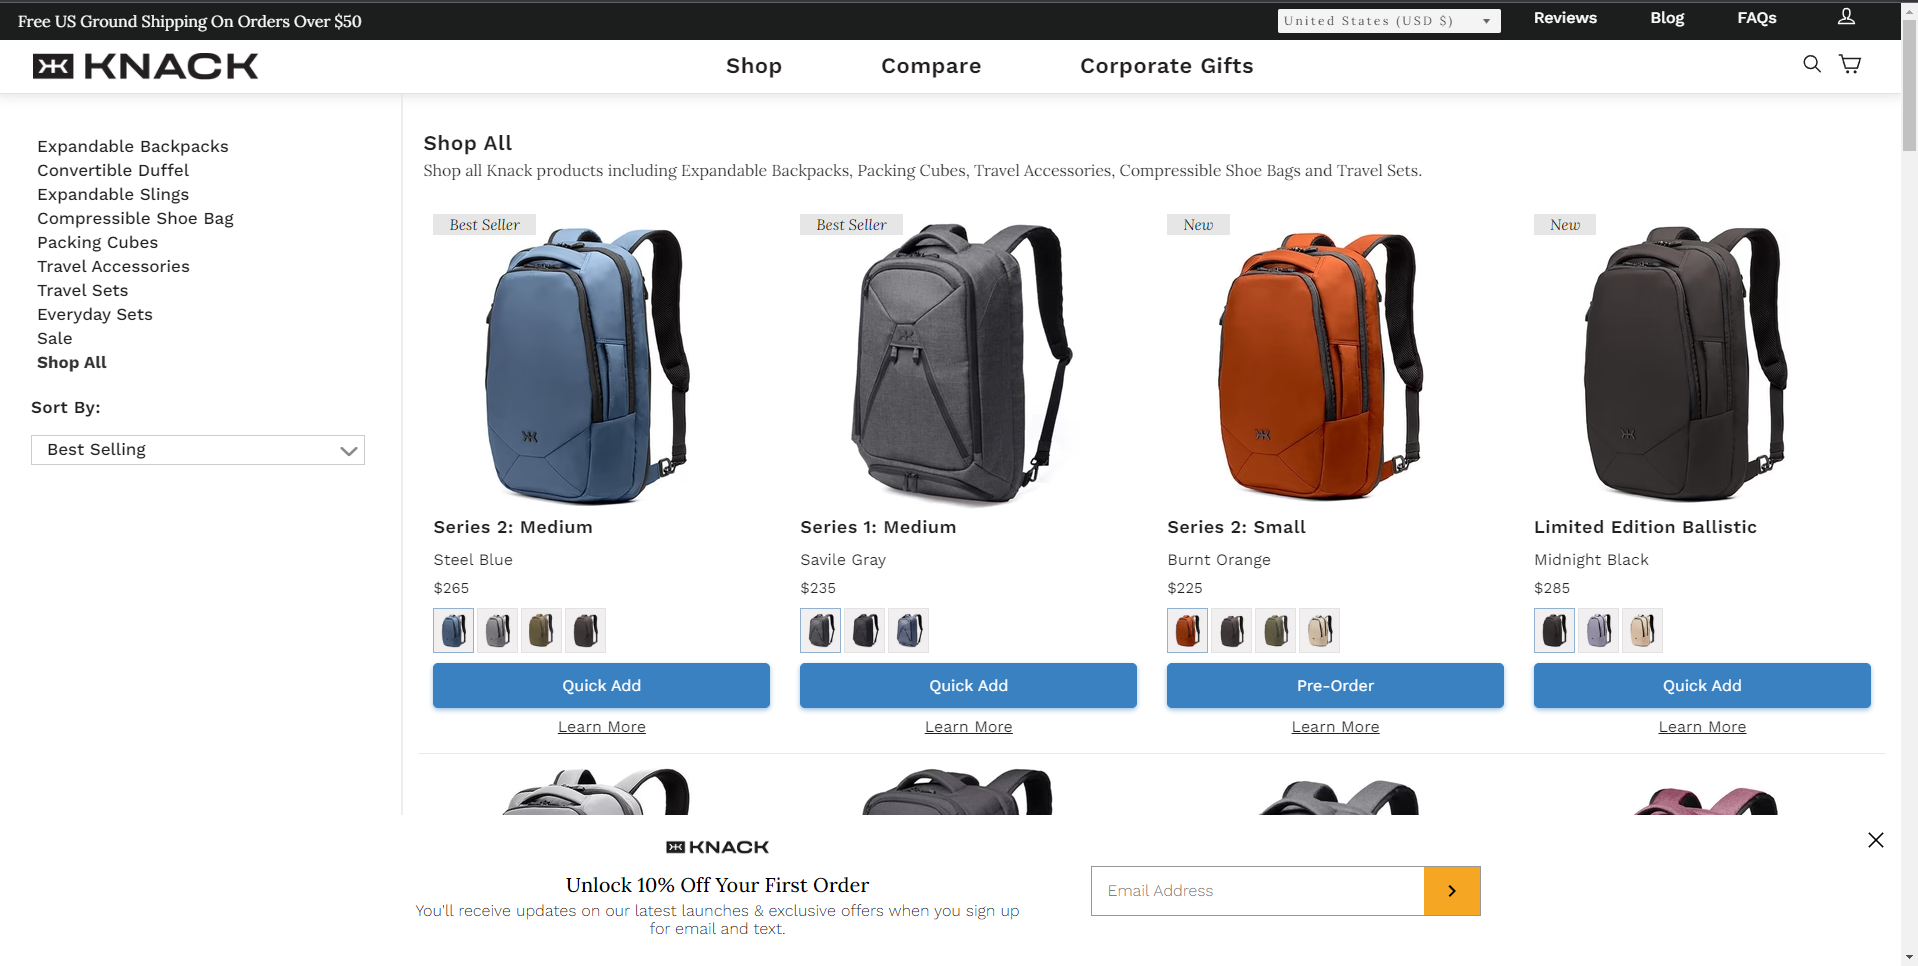 Free US Ground Shipping On Orders Over $50
United States (USD $)
Reviews
Blog
FAQs
KNACK
Shop
Compare
Corporate Gifts
Expandable Backpacks
Convertible Duffel
Expandable Slings
Compressible Shoe Bag
Packing Cubes
Travel Accessories
Travel Sets
Everyday Sets
Sale
Shop All
Sort By:
Best Selling
Shop All
Shop all Knack products including Expandable Backpacks, Packing Cubes, Travel Accessories, Compressible Shoe Bags and Travel Sets.
Best Seller
Series 2: Medium
Steel Blue
$265
Quick Add
Learn More
Best Seller
Series 1: Medium
Savile Gray
$235
Quick Add
Learn More
New
Series 2: Small
Burnt Orange
$225
Pre-Order
Learn More
New
Limited Edition Ballistic
Midnight Black
$285
Quick Add
Learn More
KNACK
Unlock 10% Off Your First Order
You'll receive updates on our latest launches & exclusive offers when you sign up
for email and text.
Email Address